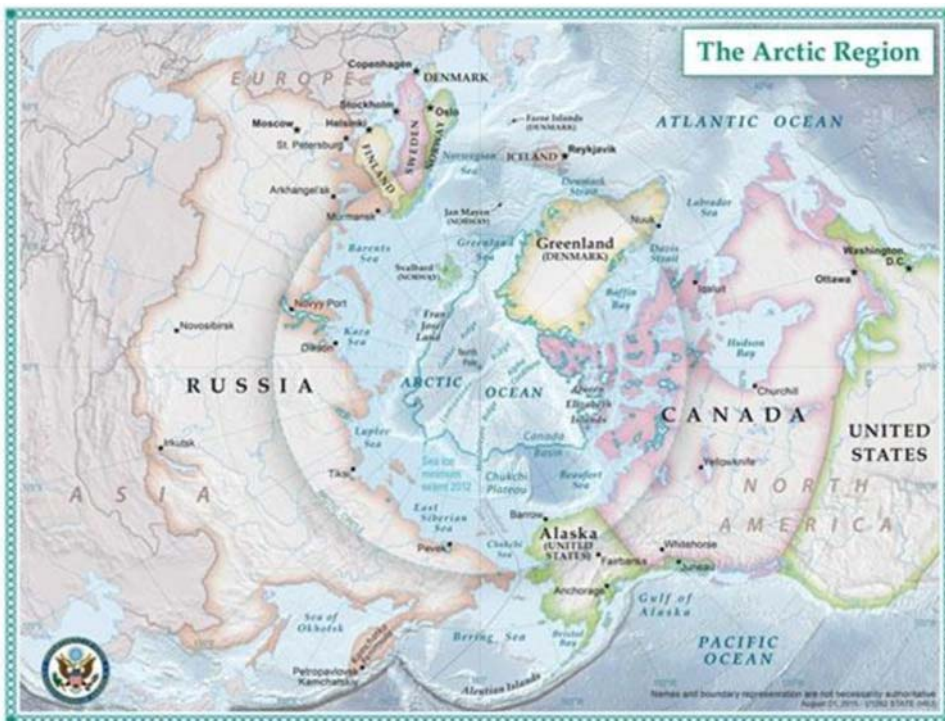 The Arctic Region
EUROPE
Copenhagen
DENMARK
Stockholm
Oslo
Moscow
Helsinki
St. Petersburg
SWEDEN
NORWAY
FINLAND
Faroe Islands
(DENMARK)
ATLANTIC OCEAN
Norwegian
Sea
ICELAND
Reykjavik
Denmark
Strait
Arkhangel'sk
Murmansk
Jan Mayen
(NORWAY)
Labrador
Sea
Nuuk
Barents
Sea
Greenland
Sea
Greenland
(DENMARK)
Davis
Strait
Washington,
D.C.
Svalbard
(NORWAY)
Ottawa
Iqaluit
Baffin
Bay
Novyy Port
Franz
Josef
Land
Novosibirsk
Kara
Sea
Dikson
North
Pole
Hudson
Bay
RUSSIA
ARCTIC
OCEAN
Queen
Elizabeth
Islands
Churchill
CANADA
UNITED
STATES
Laptev
Sea
Irkutsk
Canada
Basin
Tiksi
Sea ice
minimum
extent 2012
Chukchi
Plateau
Beaufort
Sea
Yellowknife
ASIA
NORTH
AMERICA
East
Siberian
Sea
Barrow
Pevek
Chukchi
Sea
Alaska
(UNITED
STATES)
Fairbanks
Whitehorse
Juneau
Anchorage
Gulf of
Alaska
Sea of
Okhotsk
Bering Sea
Bristol
Bay
PACIFIC
OCEAN
Petropavlovsk
Kamchatskiy
Aleutian Islands
Names and boundary representation are not necessarily authoritative